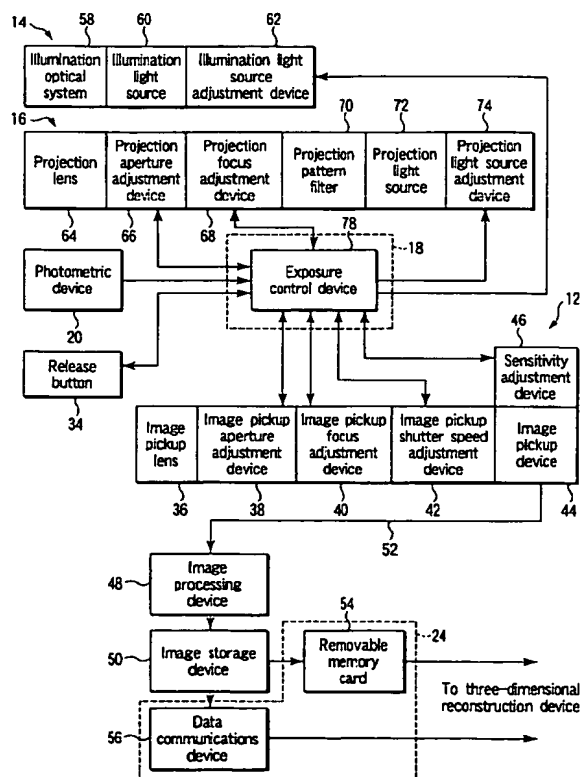 14
58
60
62
Illumination optical system
Illumination light source
Illumination light source adjustment device
16
70
72
74
Projection lens
Projection aperture adjustment device
Projection focus adjustment device
Projection pattern filter
Projection light source
Projection light source adjustment device
64
66
68
78
18
Photometric device
Exposure control device
20
12
46
Release button
Sensitivity adjustment device
34
Image pickup lens
Image pickup aperture adjustment device
Image pickup focus adjustment device
Image pickup shutter speed adjustment device
Image pickup device
36
38
40
42
44
52
48
Image processing device
54
24
50
Image storage device
Removable memory card
To three-dimensional reconstruction device
56
Data communications device